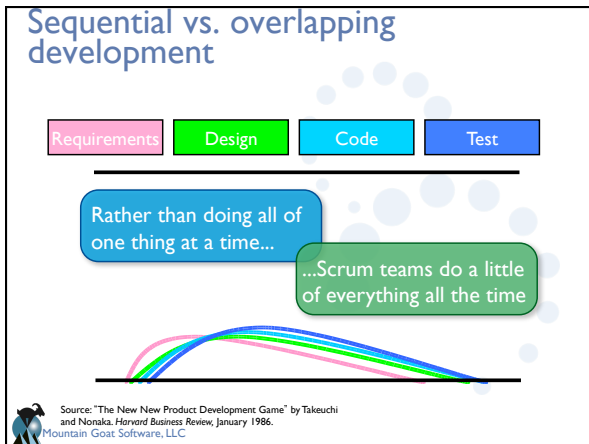 Sequential vs. overlapping
development
Requirements
Design
Code
Test
Rather than doing all of
one thing at a time...
...Scrum teams do a little
of everything all the time
Source: "The New New Product Development Game" by Takeuchi
and Nonaka. Harvard Business Review, January 1986.
Mountain Goat Software, LLC